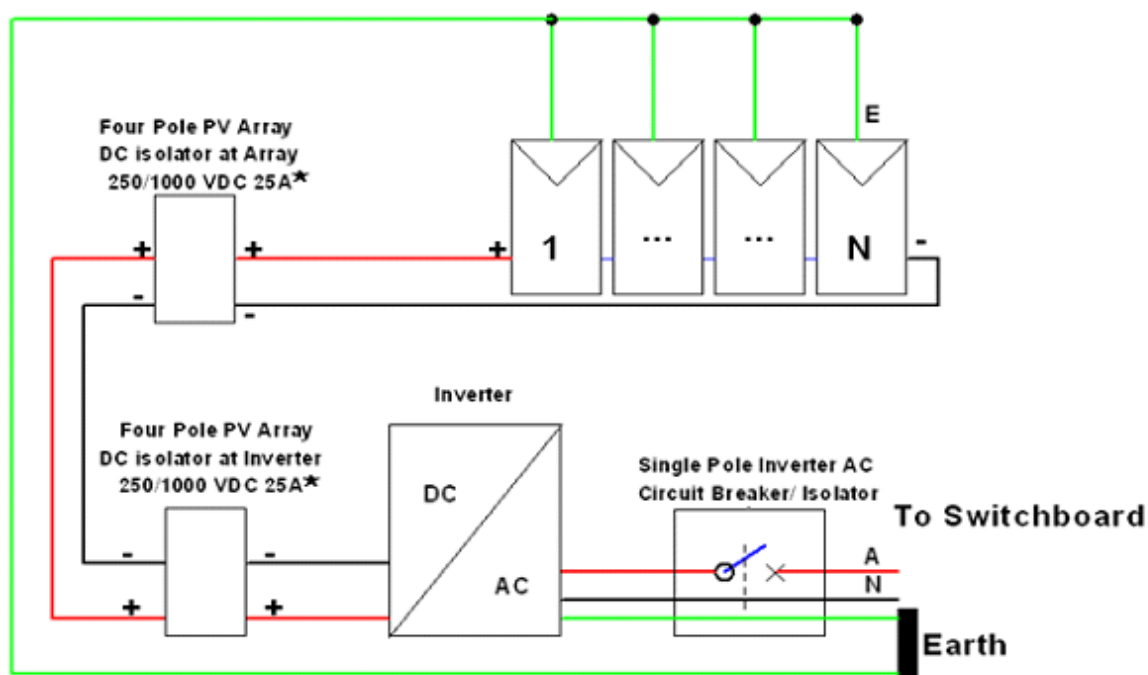 E
Four Pole PV Array
DC isolator at Array
250/1000 VDC 25A★
1
...
...
N
+
+
+
-
-
-
Inverter
Four Pole PV Array
DC isolator at Inverter
250/1000 VDC 25A★
DC
AC
Single Pole Inverter AC
Circuit Breaker/ Isolator
To Switchboard
-
-
A
N
+
+
Earth